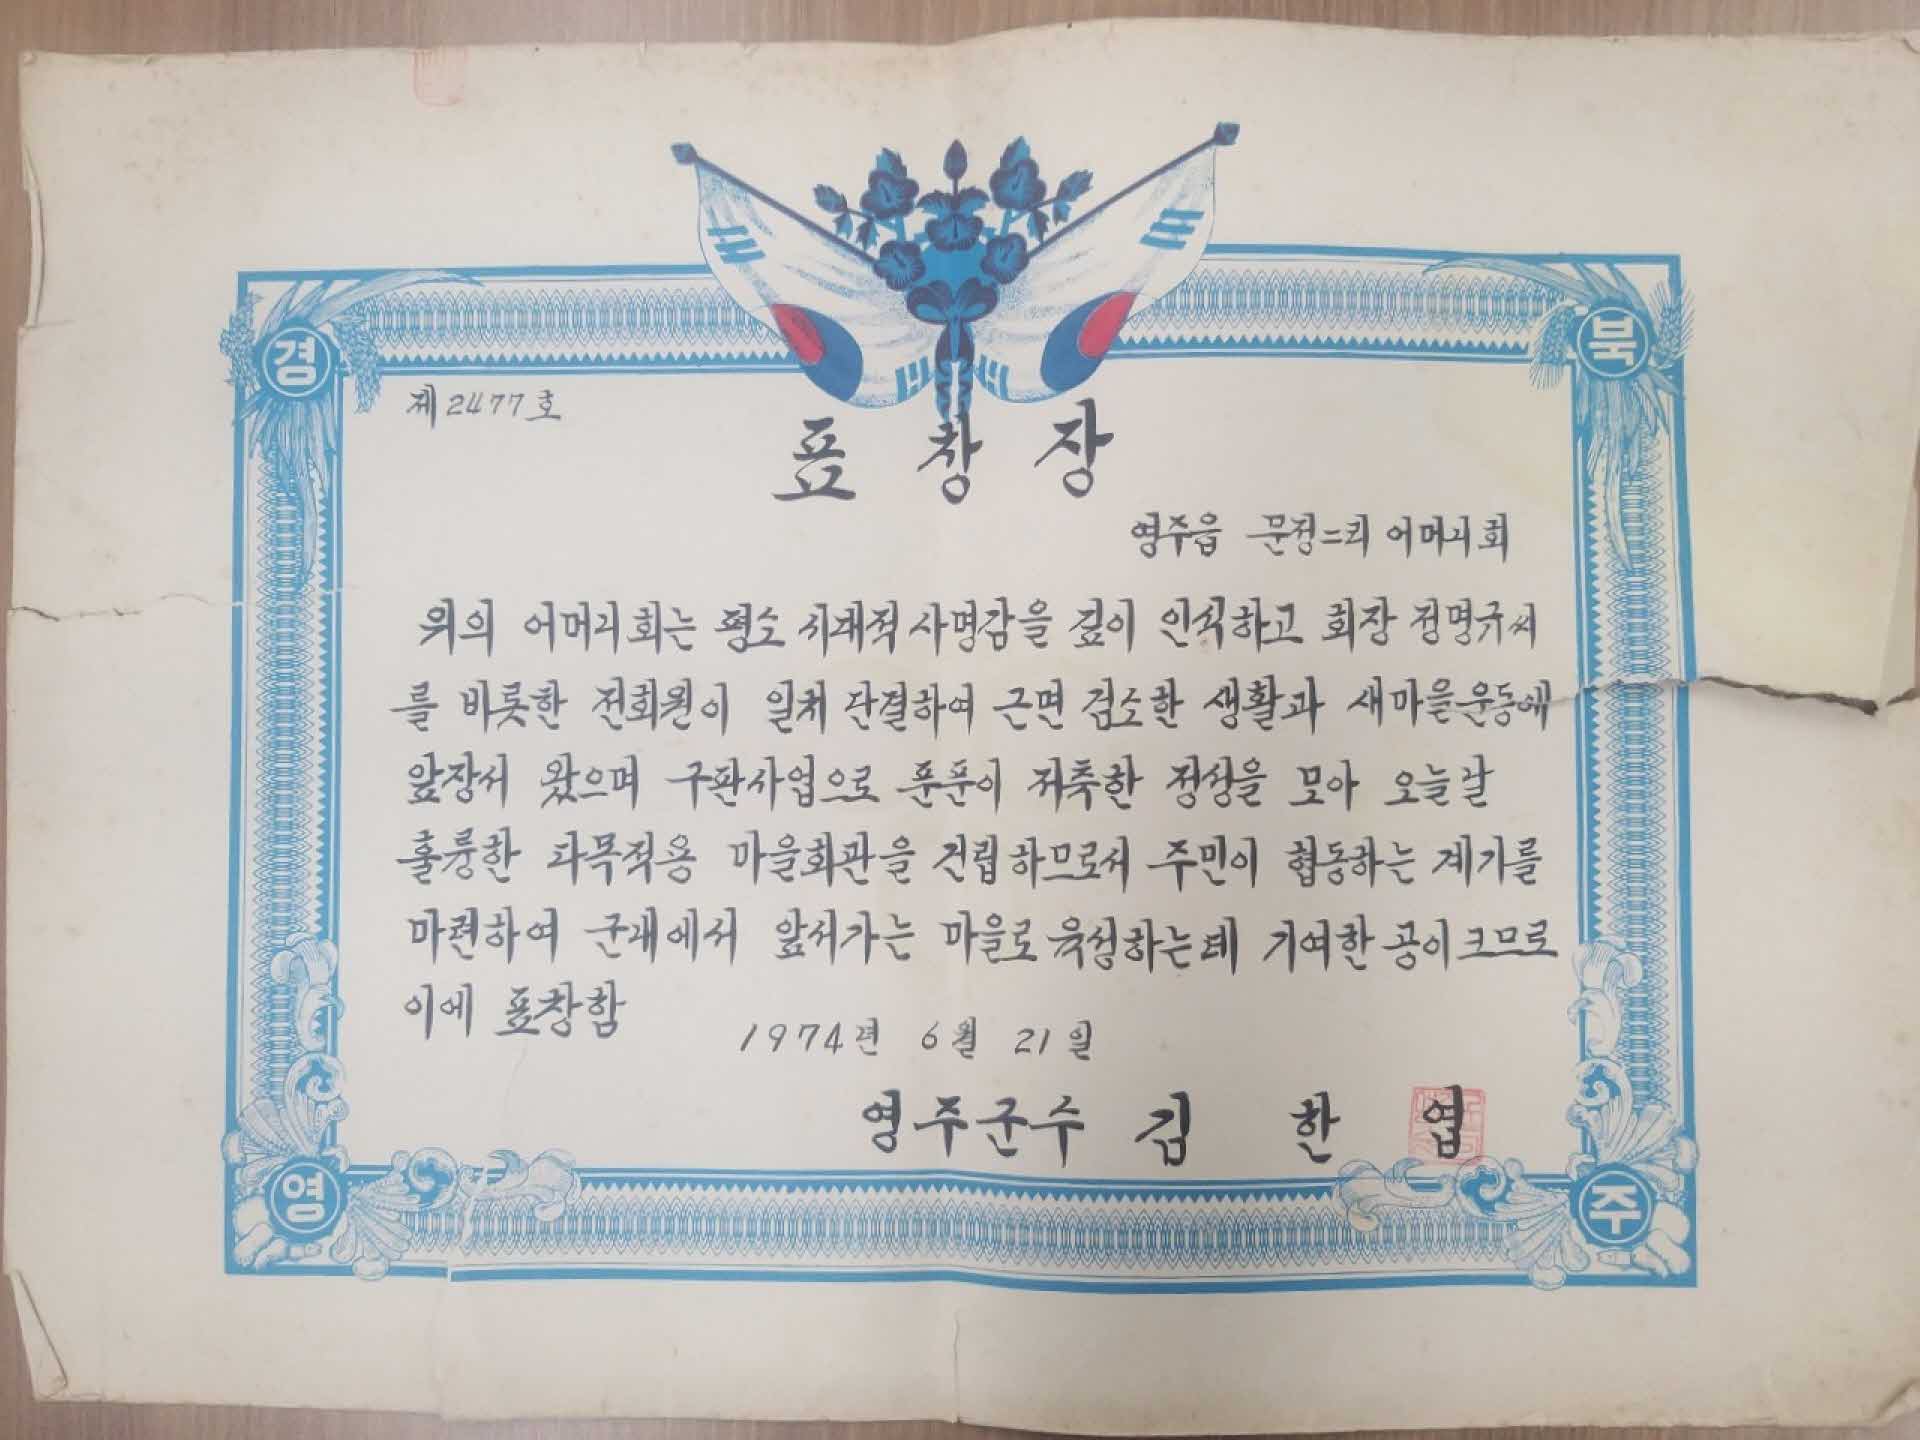 경 북
제2477호
표 창 장
영주읍 문정二리 어머니회
위의 어머니회는 평소 시대적 사명감을 깊이 인식하고 회장 정명규씨
를 비롯한 전회원이 일치 단결하여 근면 검소한 생활과 새마을운동에
앞장서 왔으며 구판사업으로 푼푼이 저축한 정성을 모아 오늘날
훌륭한 다목적용 마을회관을 건립하므로서 주민이 협동하는 계기를
마련하여 군내에서 앞서가는 마을로 육성하는데 기여한 공이크므로
이에 표창함
1974년 6월 21일
영주군수 김 한 엽
영 주